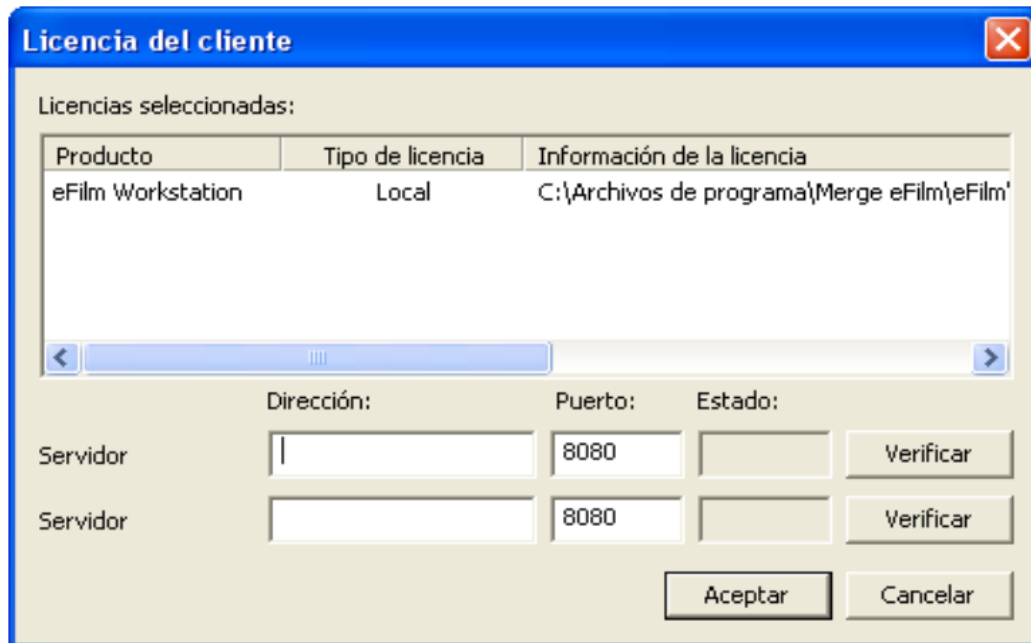 Licencia del cliente
Licencias seleccionadas:
Producto Tipo de licencia Información de la licencia
eFilm Workstation Local C:\Archivos de programa\Merge eFilm\eFilm
Dirección: Puerto: Estado:
Servidor 8080 Verificar
Servidor 8080 Verificar
Aceptar Cancelar